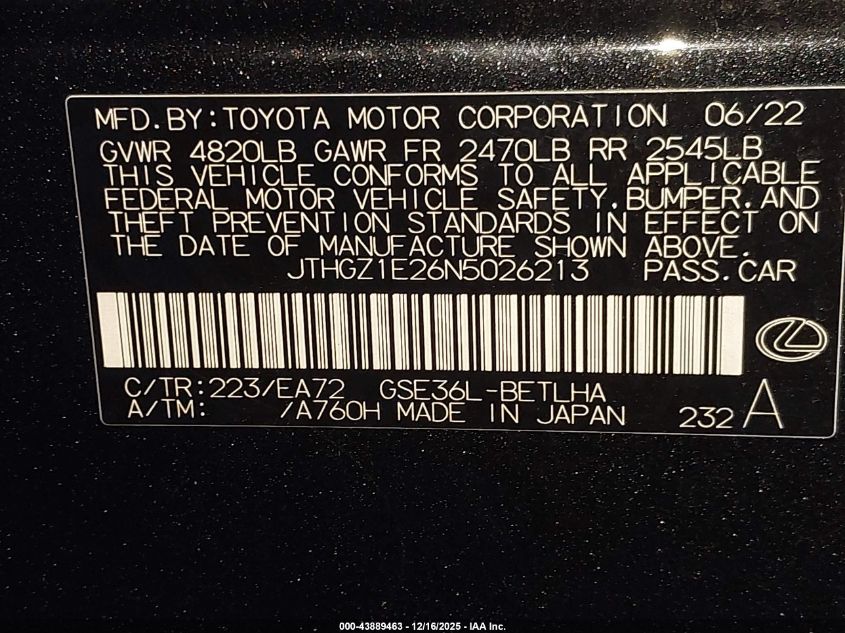 MFD.BY:TOYOTA MOTOR CORPORATION 06/22
GVWR 4820LB GAWR FR 2470LB RR 2545LB
THIS VEHICLE CONFORMS TO ALL APPLICABLE
FEDERAL MOTOR VEHICLE SAFETY.BUMPER.AND
THEFT PREVENTION STANDARDS IN EFFECT ON
THE DATE OF MANUFACTURE SHOWN ABOVE.
JTHGZ1E26N5026213 PASS.CAR
C/TR:223/EA72 GSE36L-BETLHA
A/TM: /A760H MADE IN JAPAN 232 A
000-43889463 - 12/16/2025 - IAA Inc.